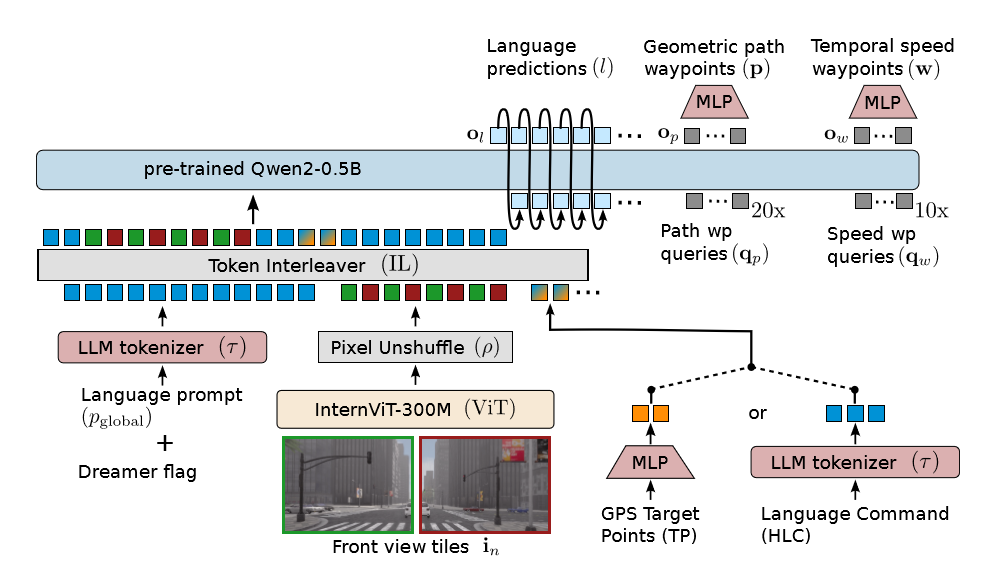 Language
predictions (l)
Geometric path
waypoints (p)
Temporal speed
waypoints (w)
MLP
MLP
o_l
...
o_p
...
o_w
...
pre-trained Qwen2-0.5B
...
...
20x
...
10x
Path wp
queries (q_p)
Speed wp
queries (q_w)
Token Interleaver (IL)
...
LLM tokenizer (τ)
Pixel Unshuffle (ρ)
Language prompt
(p_global)
+
Dreamer flag
InternViT-300M (ViT)
Front view tiles i_n
or
MLP
LLM tokenizer (τ)
GPS Target
Points (TP)
Language Command
(HLC)